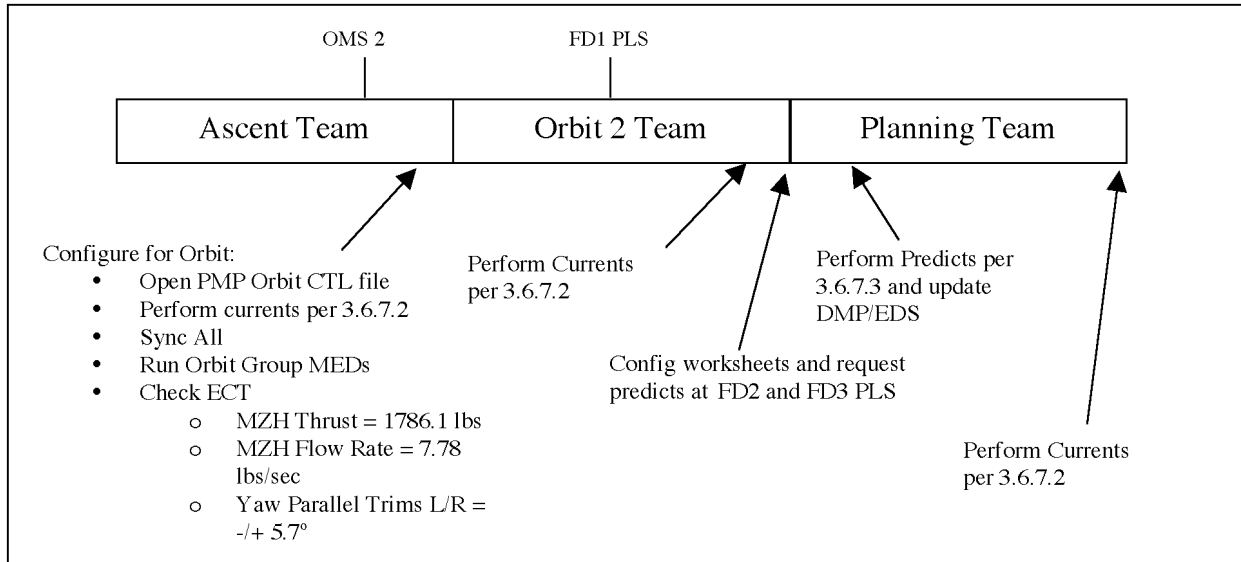 OMS 2
FD1 PLS
Ascent Team
Orbit 2 Team
Planning Team
Configure for Orbit:
• Open PMP Orbit CTL file
• Perform currents per 3.6.7.2
• Sync All
• Run Orbit Group MEDs
• Check ECT
o MZH Thrust = 1786.1 lbs
o MZH Flow Rate = 7.78
lbs/sec
o Yaw Parallel Trims L/R =
-/+ 5.7º
Perform Currents
per 3.6.7.2
Config worksheets and request
predicts at FD2 and FD3 PLS
Perform Predicts per
3.6.7.3 and update
DMP/EDS
Perform Currents
per 3.6.7.2